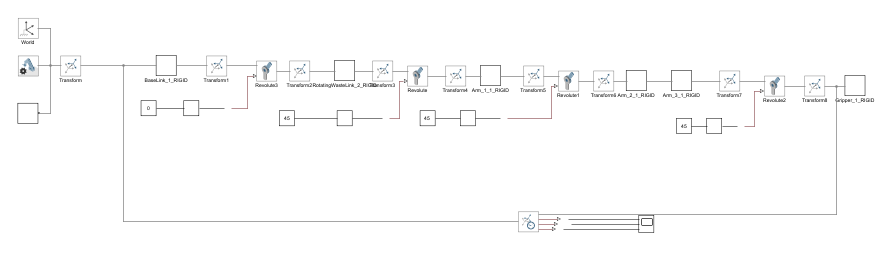 World
Transform
BaseLink_1_RIGID
Transform1
Revolute3
Transform2
RotatingWasteLink_2_RIGID
Transform3
Revolute
Transform4
Arm_1_1_RIGID
Transform5
Revolute1
Transform6
Arm_2_1_RIGID
Arm_3_1_RIGID
Transform7
Revolute2
Transform8
Gripper_1_RIGID
0
45
45
45